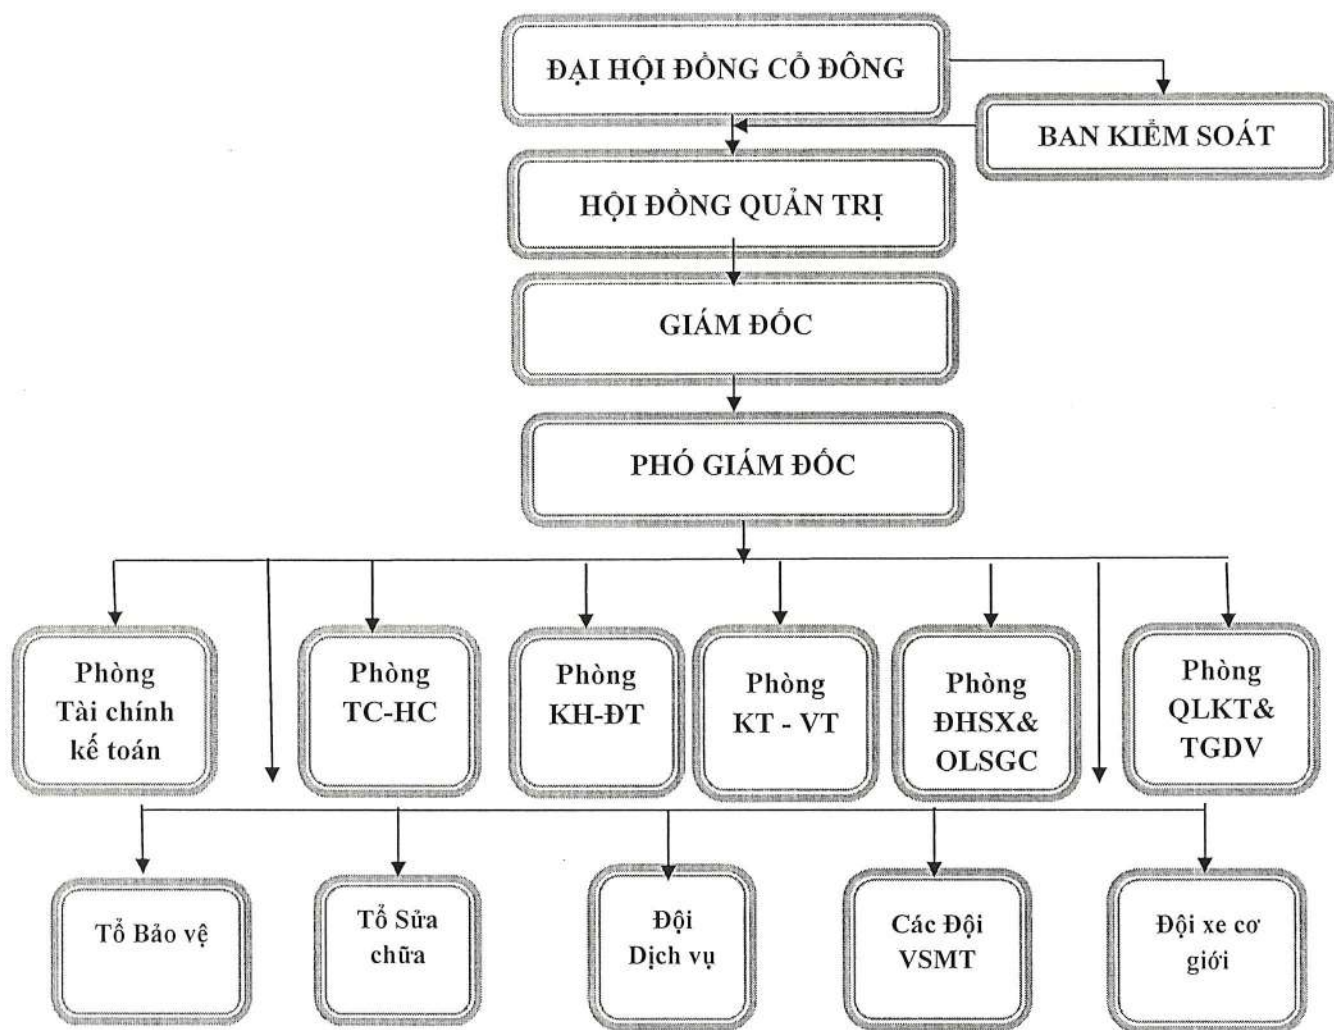 ĐẠI HỘI ĐỒNG CỔ ĐÔNG
BAN KIỂM SOÁT
HỘI ĐỒNG QUẢN TRỊ
GIÁM ĐỐC
PHÓ GIÁM ĐỐC
Phòng
Tài chính
kế toán
Phòng
TC-HC
Phòng
KH-ĐT
Phòng
KT - VT
Phòng
ĐHSX&
OLSGC
Phòng
QLKT&
TGDV
Tổ Bảo vệ
Tổ Sửa
chữa
Đội
Dịch vụ
Các Đội
VSMT
Đội xe cơ
giới